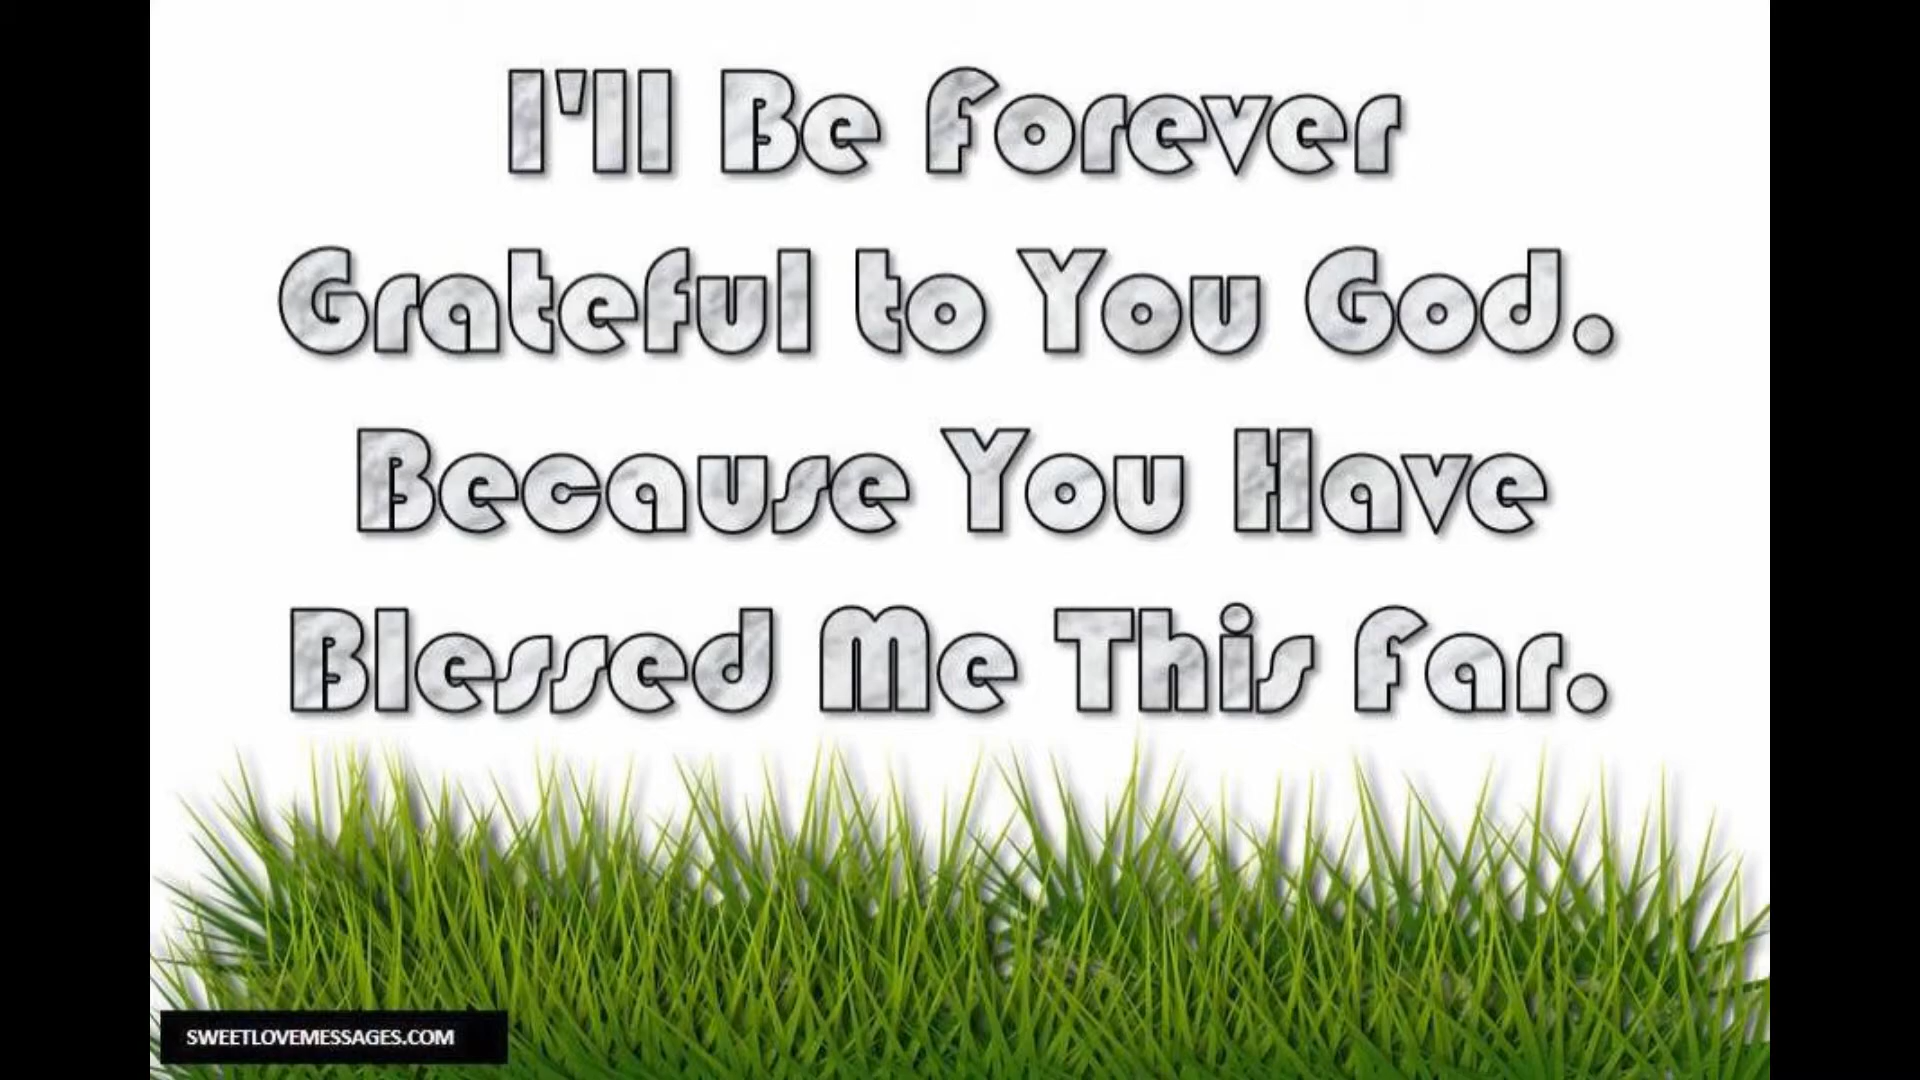 I'll Be Forever
Grateful to You God.
Because You Have
Blessed Me This Far.
SWEETLOVEMESSAGES.COM